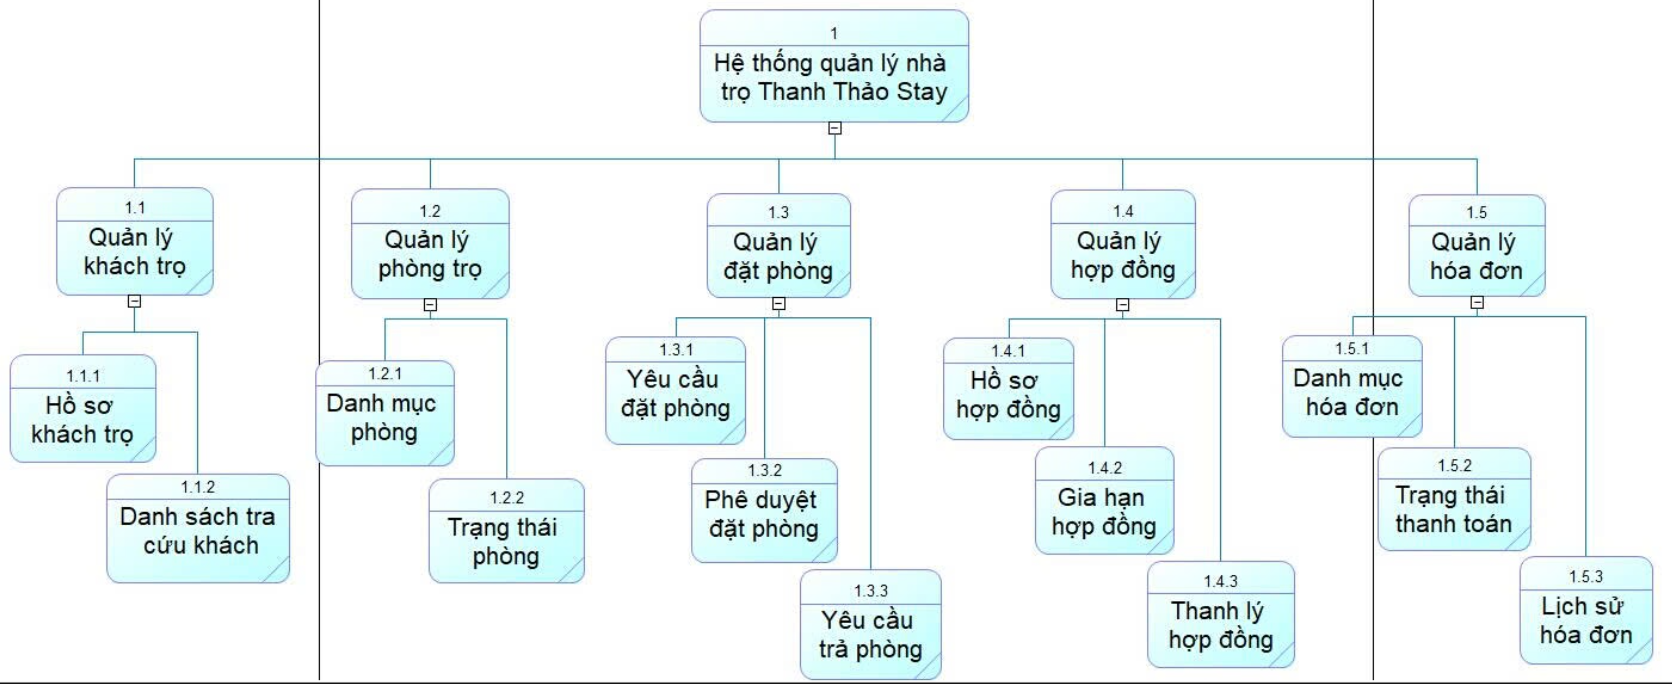 1
Hệ thống quản lý nhà
trọ Thanh Thảo Stay
1.1
Quản lý
khách trọ
1.2
Quản lý
phòng trọ
1.3
Quản lý
đặt phòng
1.4
Quản lý
hợp đồng
1.5
Quản lý
hóa đơn
1.1.1
Hồ sơ
khách trọ
1.1.2
Danh sách tra
cứu khách
1.2.1
Danh mục
phòng
1.2.2
Trạng thái
phòng
1.3.1
Yêu cầu
đặt phòng
1.3.2
Phê duyệt
đặt phòng
1.3.3
Yêu cầu
trả phòng
1.4.1
Hồ sơ
hợp đồng
1.4.2
Gia hạn
hợp đồng
1.4.3
Thanh lý
hợp đồng
1.5.1
Danh mục
hóa đơn
1.5.2
Trạng thái
thanh toán
1.5.3
Lịch sử
hóa đơn